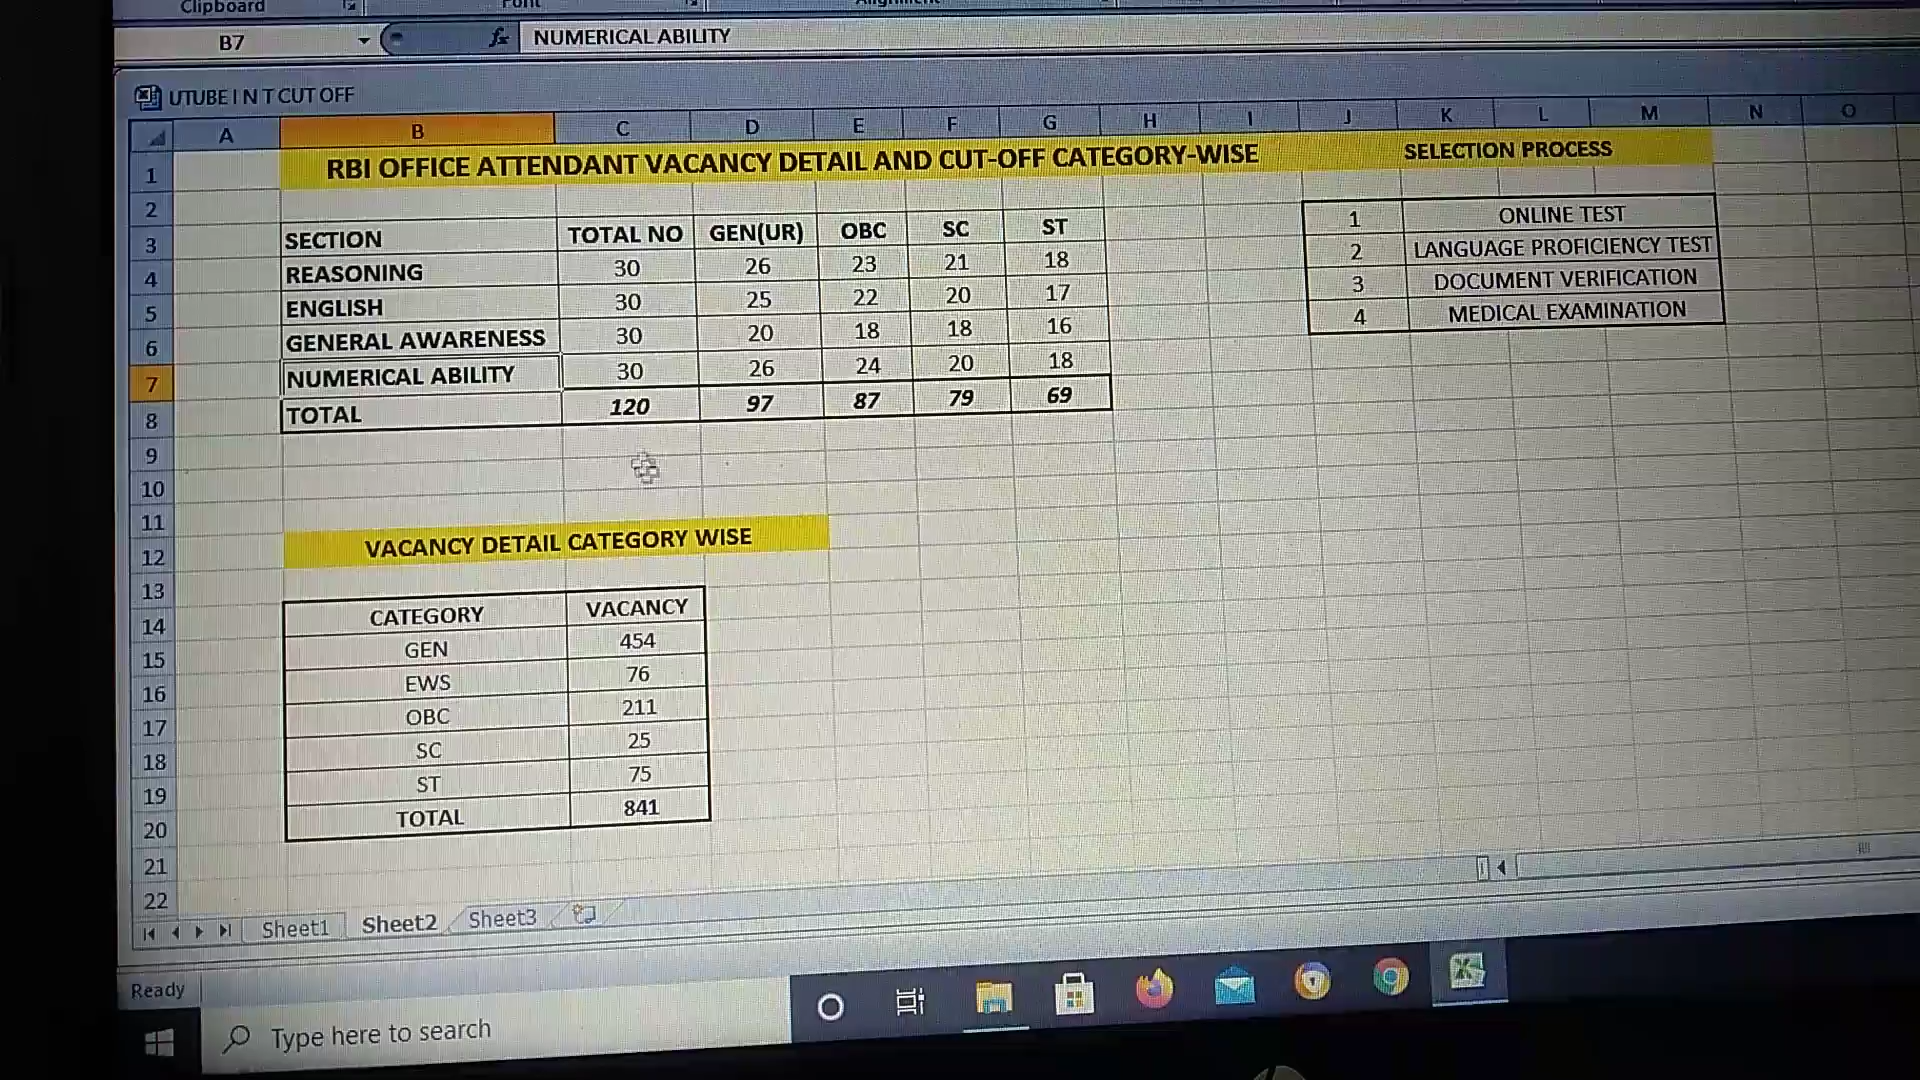 Clipboard
Font
Alignment
B7 fx NUMERICAL ABILITY
UTUBE I N T CUT OFF
A B C D E F G H I J K L M N O
1 RBI OFFICE ATTENDANT VACANCY DETAIL AND CUT-OFF CATEGORY-WISE SELECTION PROCESS
2 1 ONLINE TEST
3 SECTION TOTAL NO GEN(UR) OBC SC ST 2 LANGUAGE PROFICIENCY TEST
4 REASONING 30 26 23 21 18 3 DOCUMENT VERIFICATION
5 ENGLISH 30 25 22 20 17 4 MEDICAL EXAMINATION
6 GENERAL AWARENESS 30 20 18 18 16
7 NUMERICAL ABILITY 30 26 24 20 18
8 TOTAL 120 97 87 79 69
9
10
11
12 VACANCY DETAIL CATEGORY WISE
13
14 CATEGORY VACANCY
15 GEN 454
16 EWS 76
17 OBC 211
18 SC 25
19 ST 75
20 TOTAL 841
21
22
Sheet1 Sheet2 Sheet3
Ready
Type here to search